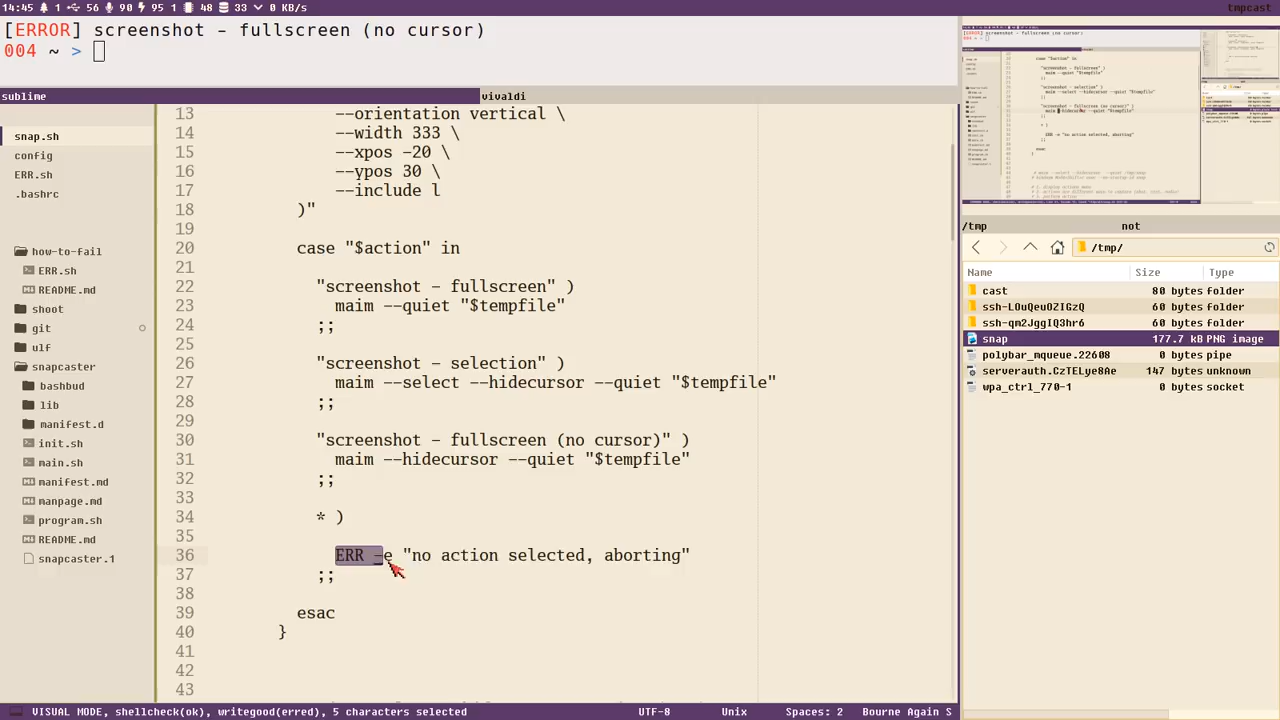 14:45 1 56 90 95 1 48 33 0 KB/s
tmpcast
[ERROR] screenshot - fullscreen (no cursor)
004 ~ >
sublime
vivaldi
snap.sh
config
ERR.sh
.bashrc
how-to-fail
ERR.sh
README.md
shoot
git
ulf
snapcaster
bashbud
lib
manifest.d
init.sh
main.sh
manifest.md
manpage.md
program.sh
README.md
snapcaster.1
13 --orientation vertical \
14 --width 333 \
15 --xpos -20 \
16 --ypos 30 \
17 --include l
18 )"
19
20 case "$action" in
21
22 "screenshot - fullscreen" )
23 maim --quiet "$tempfile"
24 ;;
25
26 "screenshot - selection" )
27 maim --select --hidecursor --quiet "$tempfile"
28 ;;
29
30 "screenshot - fullscreen (no cursor)" )
31 maim --hidecursor --quiet "$tempfile"
32 ;;
33
34 * )
35
36 ERR -e "no action selected, aborting"
37 ;;
38
39 esac
40 }
41
42
43
/tmp
not
/tmp/
Name Size Type
cast 80 bytes folder
ssh-LOuQeuOZIGzQ 60 bytes folder
ssh-qm2JggIQ3hr6 60 bytes folder
snap 177.7 kB PNG image
polybar_mqueue.22608 0 bytes pipe
serverauth.CzTELye8Ae 147 bytes unknown
wpa_ctrl_770-1 0 bytes socket
VISUAL MODE, shellcheck(ok), writegood(erred), 5 characters selected
UTF-8
Unix
Spaces: 2
Bourne Again S